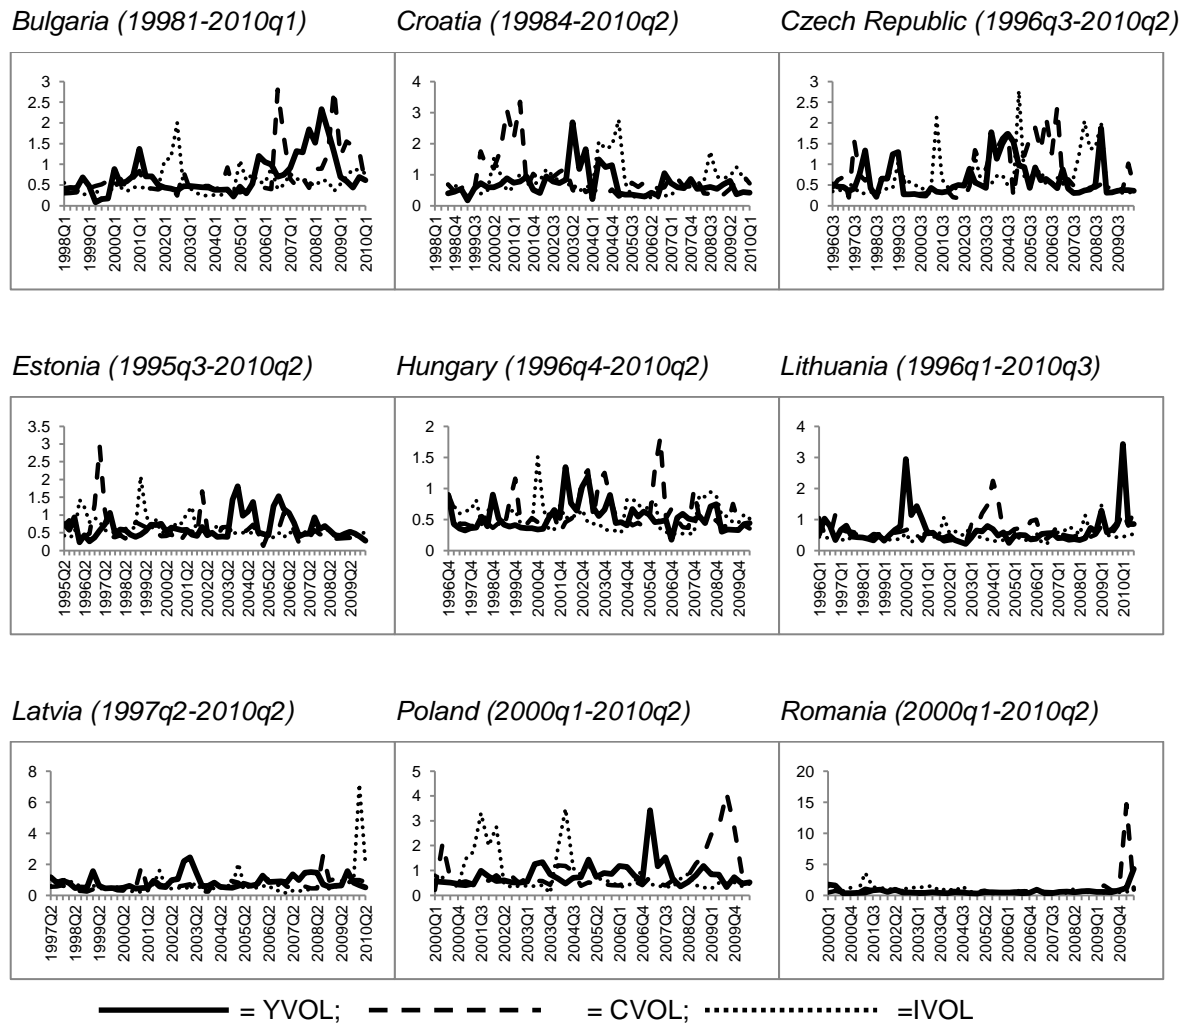 Bulgaria (19981-2010q1)
3
2.5
2
1.5
1
0.5
0
1998Q1
1999Q1
2000Q1
2001Q1
2002Q1
2003Q1
2004Q1
2005Q1
2006Q1
2007Q1
2008Q1
2009Q1
2010Q1
Croatia (19984-2010q2)
4
3
2
1
0
1998Q1
1998Q4
1999Q3
2000Q2
2001Q1
2001Q4
2002Q3
2003Q2
2004Q1
2004Q4
2005Q3
2006Q2
2007Q1
2007Q4
2008Q3
2009Q2
2010Q1
Czech Republic (1996q3-2010q2)
3
2.5
2
1.5
1
0.5
0
1996Q3
1997Q3
1998Q3
1999Q3
2000Q3
2001Q3
2002Q3
2003Q3
2004Q3
2005Q3
2006Q3
2007Q3
2008Q3
2009Q3
Estonia (1995q3-2010q2)
3.5
3
2.5
2
1.5
1
0.5
0
1995Q2
1996Q2
1997Q2
1998Q2
1999Q2
2000Q2
2001Q2
2002Q2
2003Q2
2004Q2
2005Q2
2006Q2
2007Q2
2008Q2
2009Q2
Hungary (1996q4-2010q2)
2
1.5
1
0.5
0
1996Q4
1997Q4
1998Q4
1999Q4
2000Q4
2001Q4
2002Q4
2003Q4
2004Q4
2005Q4
2006Q4
2007Q4
2008Q4
2009Q4
Lithuania (1996q1-2010q3)
4
3
2
1
0
1996Q1
1997Q1
1998Q1
1999Q1
2000Q1
2001Q1
2002Q1
2003Q1
2004Q1
2005Q1
2006Q1
2007Q1
2008Q1
2009Q1
2010Q1
Latvia (1997q2-2010q2)
8
6
4
2
0
1997Q2
1998Q2
1999Q2
2000Q2
2001Q2
2002Q2
2003Q2
2004Q2
2005Q2
2006Q2
2007Q2
2008Q2
2009Q2
2010Q2
Poland (2000q1-2010q2)
5
4
3
2
1
0
2000Q1
2000Q4
2001Q3
2002Q2
2003Q1
2003Q4
2004Q3
2005Q2
2006Q1
2006Q4
2007Q3
2008Q2
2009Q1
2009Q4
Romania (2000q1-2010q2)
20
15
10
5
0
2000Q1
2000Q4
2001Q3
2002Q2
2003Q1
2003Q4
2004Q3
2005Q2
2006Q1
2006Q4
2007Q3
2008Q2
2009Q1
2009Q4
= YVOL; = CVOL; =IVOL